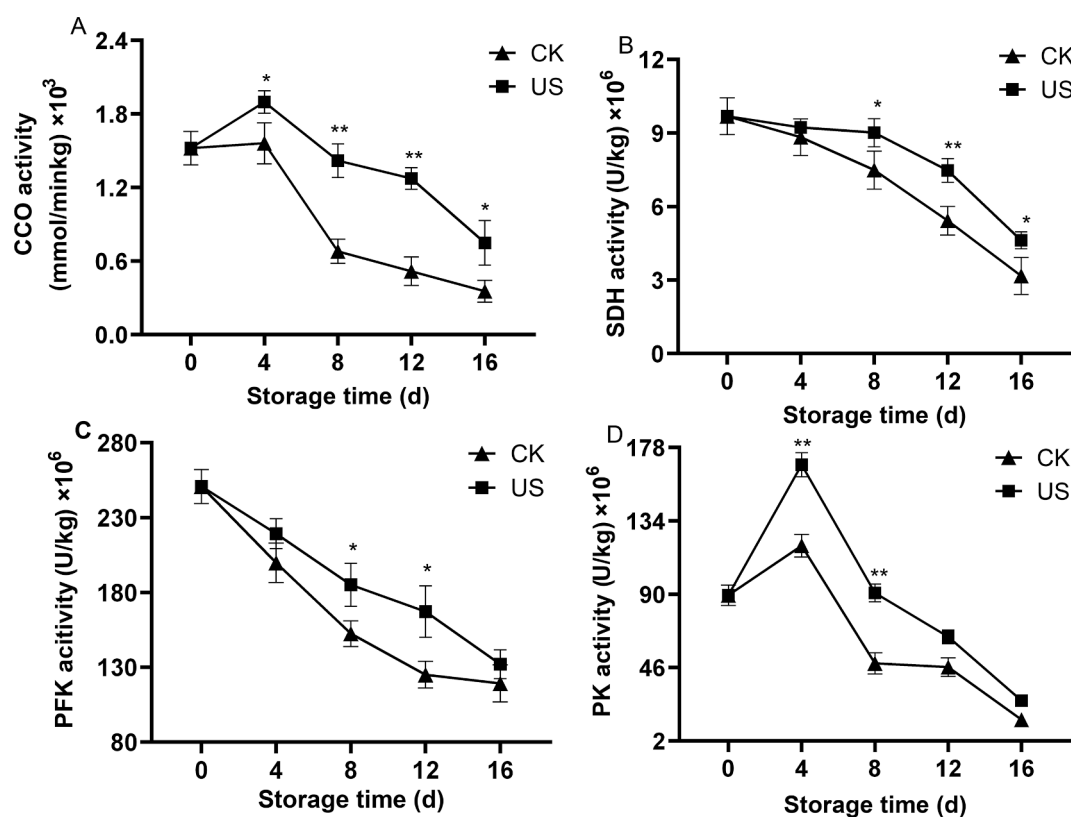 A
2.4
1.8
1.2
0.6
0.0
CCO activity
(mmol/minkg) ×10³
CK
US
*
**
**
*
0 4 8 12 16
Storage time (d)
B
12
9
6
3
0
SDH activity (U/kg) ×10⁶
CK
US
*
**
*
0 4 8 12 16
Storage time (d)
C
280
230
180
130
80
PFK acitivity (U/kg) ×10⁶
CK
US
*
*
0 4 8 12 16
Storage time (d)
D
178
134
90
46
2
PK activity (U/kg) ×10⁶
CK
US
**
**
0 4 8 12 16
Storage time (d)